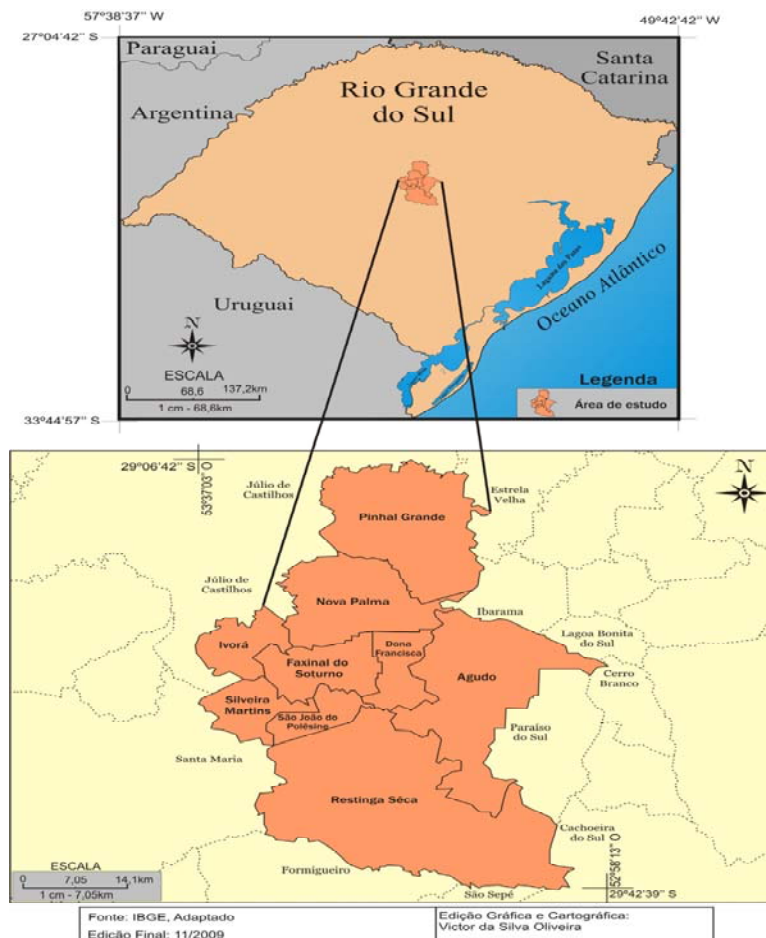 57°38'37'' W
49°42'42'' W
27°04'42'' S
Paraguai
Santa
Catarina
Rio Grande
do Sul
Argentina
Laguna dos Patos
Oceano Atlântico
Uruguai
N
ESCALA
0 68,6 137,2km
1 cm - 68,6km
Legenda
Área de estudo
33°44'57'' S
29°06'42'' S
53°37'03'' O
Júlio de
Castilhos
Estrela
Velha
N
Pinhal Grande
Júlio de
Castilhos
Nova Palma
Ibarama
Lagoa Bonita
do Sul
Ivorá
Dona
Francisca
Faxinal do
Soturno
Agudo
Cerro
Branco
Silveira
Martins
São João do
Polêsine
Paraíso
do Sul
Santa Maria
Restinga Sêca
Cachoeira
do Sul
ESCALA
0 7,05 14,1km
1 cm - 7,05km
Formigueiro
São Sepé
52°58'13'' O
29°42'39'' S
Fonte: IBGE, Adaptado
Edição Final: 11/2009
Edição Gráfica e Cartográfica:
Victor da Silva Oliveira